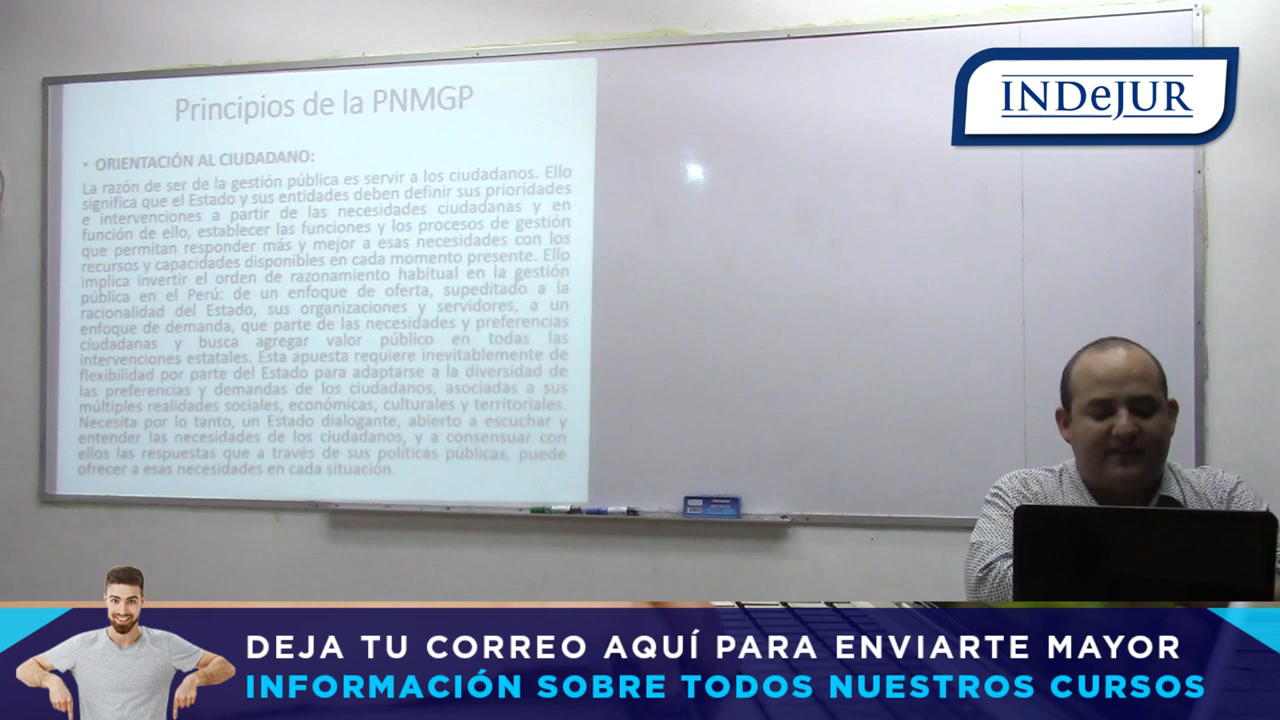 Principios de la PNMGP
INDeJUR
• ORIENTACIÓN AL CIUDADANO:
La razón de ser de la gestión pública es servir a los ciudadanos. Ello
significa que el Estado y sus entidades deben definir sus prioridades
e intervenciones a partir de las necesidades ciudadanas y en
función de ello, establecer las funciones y los procesos de gestión
que permitan responder más y mejor a esas necesidades con los
recursos y capacidades disponibles en cada momento presente. Ello
implica invertir el orden de razonamiento habitual en la gestión
pública en el Perú: de un enfoque de oferta, supeditado a la
racionalidad del Estado, sus organizaciones y servidores, a un
enfoque de demanda, que parte de las necesidades y preferencias
ciudadanas y busca agregar valor público en todas las
intervenciones estatales. Esta apuesta requiere inevitablemente de
flexibilidad por parte del Estado para adaptarse a la diversidad de
las preferencias y demandas de los ciudadanos, asociadas a sus
múltiples realidades sociales, económicas, culturales y territoriales.
Necesita por lo tanto, un Estado dialogante, abierto a escuchar y
entender las necesidades de los ciudadanos, y a consensuar con
ellos las respuestas que a través de sus políticas públicas, puede
ofrecer a esas necesidades en cada situación.
DEJA TU CORREO AQUÍ PARA ENVIARTE MAYOR
INFORMACIÓN SOBRE TODOS NUESTROS CURSOS